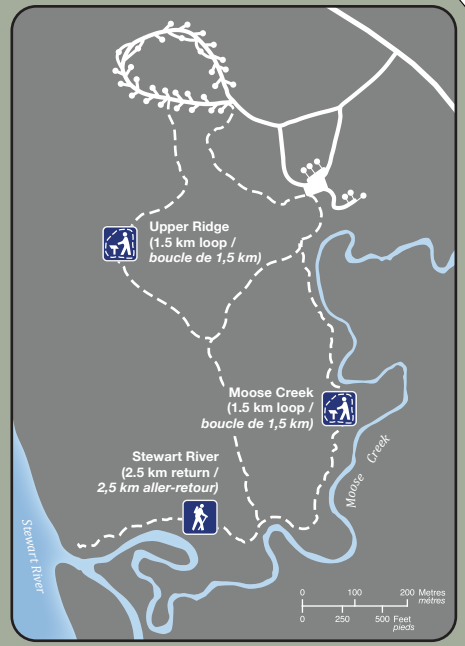 Upper Ridge
(1.5 km loop /
boucle de 1,5 km)
Moose Creek
(1.5 km loop /
boucle de 1,5 km)
Stewart River
(2.5 km return /
2,5 km aller-retour)
Moose Creek
Stewart River
0 100 200 Metres
mètres
0 250 500 Feet
pieds